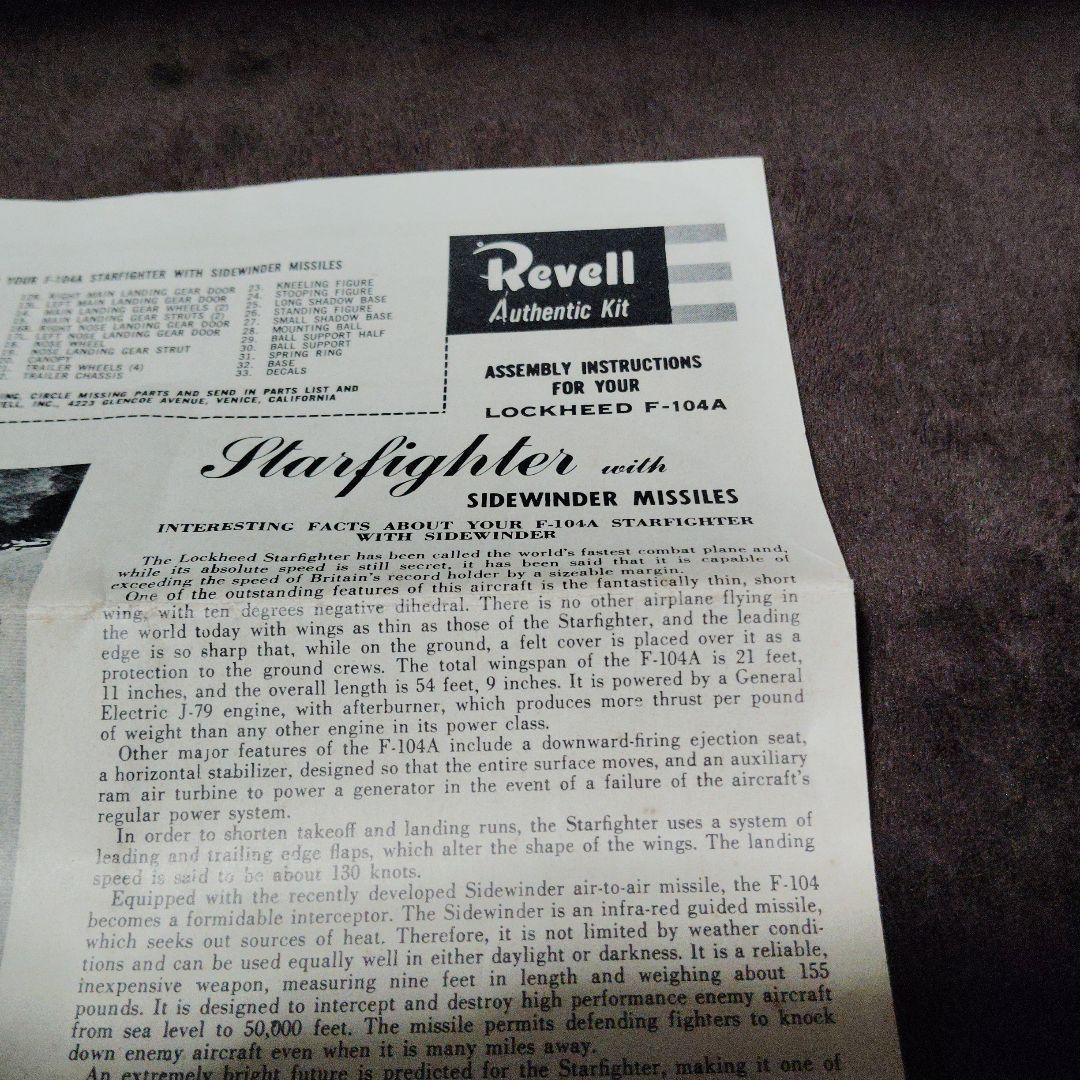 YOUR F-104A STARFIGHTER WITH SIDEWINDER MISSILES
RIGHT MAIN LANDING GEAR DOOR
LEFT MAIN LANDING GEAR DOOR
MAIN LANDING GEAR WHEELS (2)
MAIN LANDING GEAR STRUTS (2)
RIGHT NOSE LANDING GEAR DOOR
LEFT NOSE LANDING GEAR DOOR
NOSE WHEEL
NOSE LANDING GEAR STRUT
CANOPY
TRAILER WHEELS (4)
TRAILER CHASSIS
23. KNEELING FIGURE
24. STOOPING FIGURE
25. LONG SHADOW BASE
26. STANDING FIGURE
27. SMALL SHADOW BASE
28. MOUNTING BALL
29. BALL SUPPORT HALF
30. BALL SUPPORT
31. SPRING RING
32. BASE
33. DECALS
CIRCLE MISSING PARTS AND SEND IN PARTS LIST AND
INC., 4223 GLENCOE AVENUE, VENICE, CALIFORNIA
Revell
Authentic Kit
ASSEMBLY INSTRUCTIONS
FOR YOUR
LOCKHEED F-104A
Starfighter with
SIDEWINDER MISSILES
INTERESTING FACTS ABOUT YOUR F-104A STARFIGHTER
WITH SIDEWINDER
The Lockheed Starfighter has been called the world's fastest combat plane and,
while its absolute speed is still secret, it has been said that it is capable of
exceeding the speed of Britain's record holder by a sizeable margin.
One of the outstanding features of this aircraft is the fantastically thin, short
wing, with ten degrees negative dihedral. There is no other airplane flying in
the world today with wings as thin as those of the Starfighter, and the leading
edge is so sharp that, while on the ground, a felt cover is placed over it as a
protection to the ground crews. The total wingspan of the F-104A is 21 feet,
11 inches, and the overall length is 54 feet, 9 inches. It is powered by a General
Electric J-79 engine, with afterburner, which produces more thrust per pound
of weight than any other engine in its power class.
Other major features of the F-104A include a downward-firing ejection seat,
a horizontal stabilizer, designed so that the entire surface moves, and an auxiliary
ram air turbine to power a generator in the event of a failure of the aircraft's
regular power system.
In order to shorten takeoff and landing runs, the Starfighter uses a system of
leading and trailing edge flaps, which alter the shape of the wings. The landing
speed is said to be about 130 knots.
Equipped with the recently developed Sidewinder air-to-air missile, the F-104
becomes a formidable interceptor. The Sidewinder is an infra-red guided missile,
which seeks out sources of heat. Therefore, it is not limited by weather condi-
tions and can be used equally well in either daylight or darkness. It is a reliable,
inexpensive weapon, measuring nine feet in length and weighing about 155
pounds. It is designed to intercept and destroy high performance enemy aircraft
from sea level to 50,000 feet. The missile permits defending fighters to knock
down enemy aircraft even when it is many miles away.
An extremely bright future is predicted for the Starfighter, making it one of